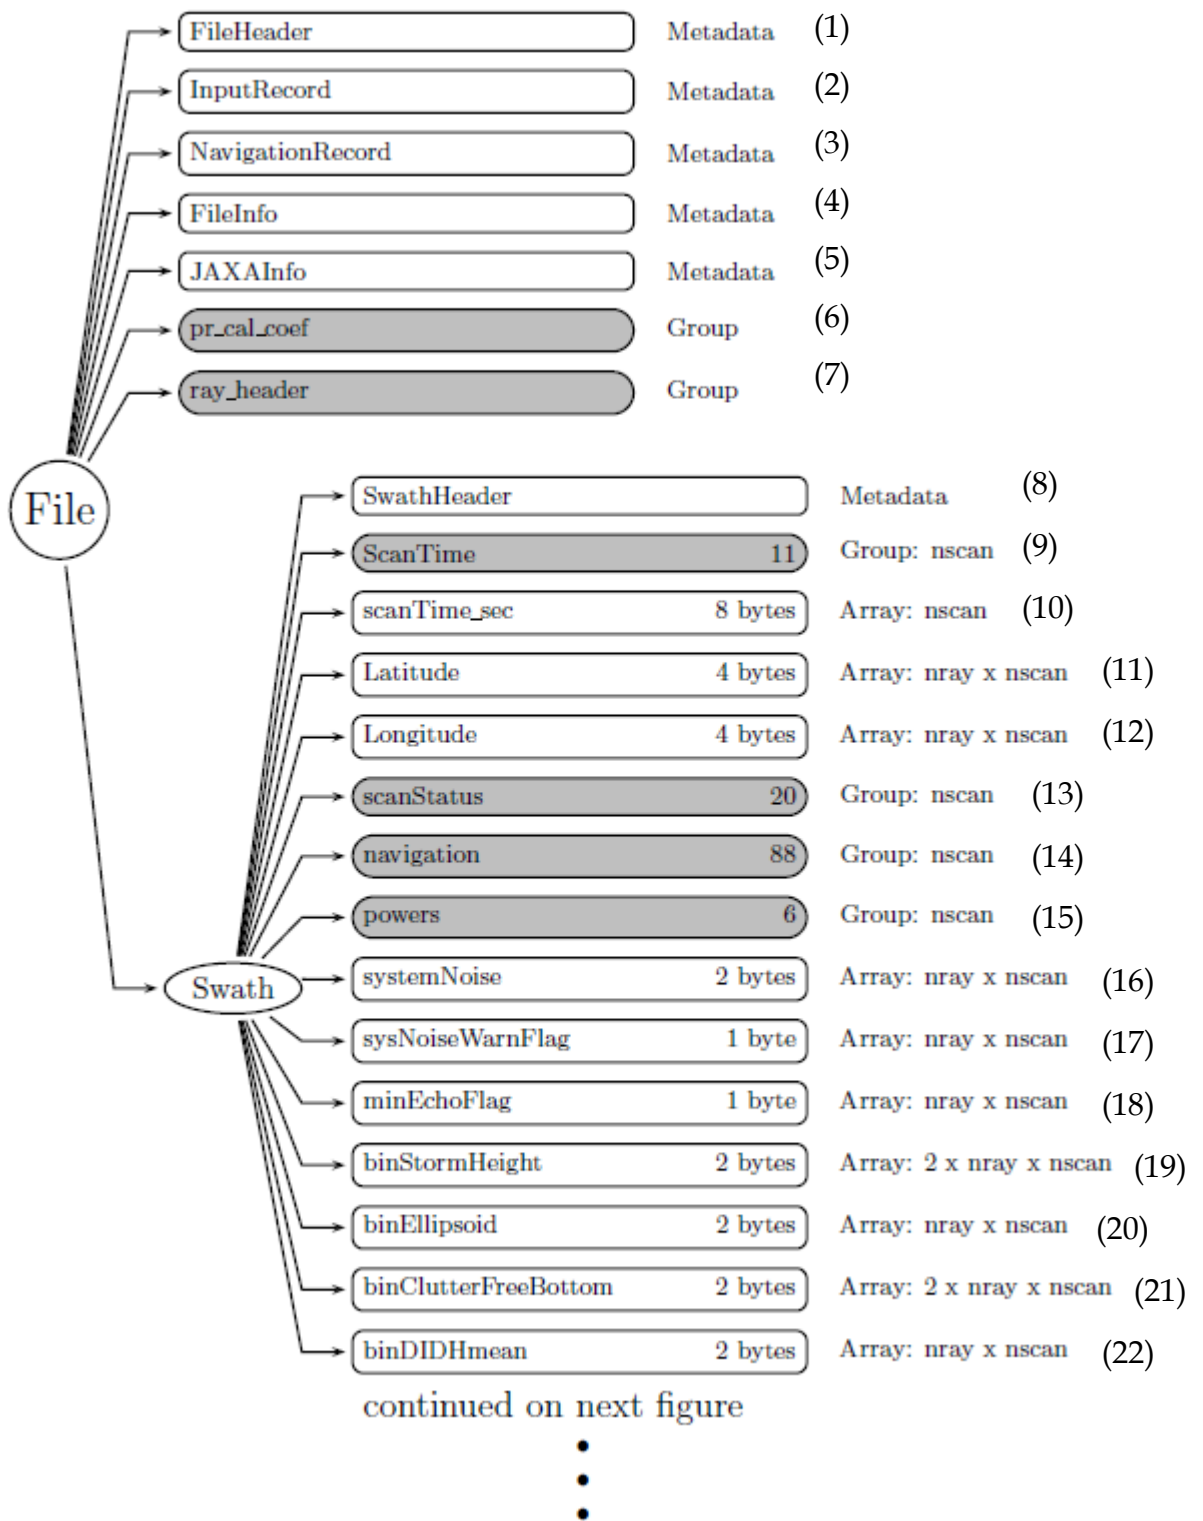 FileHeader Metadata (1)
InputRecord Metadata (2)
NavigationRecord Metadata (3)
FileInfo Metadata (4)
JAXAInfo Metadata (5)
pr_cal_coef Group (6)
ray_header Group (7)
File
SwathHeader Metadata (8)
ScanTime 11 Group: nscan (9)
scanTime_sec 8 bytes Array: nscan (10)
Latitude 4 bytes Array: nray x nscan (11)
Longitude 4 bytes Array: nray x nscan (12)
scanStatus 20 Group: nscan (13)
navigation 88 Group: nscan (14)
powers 6 Group: nscan (15)
Swath
systemNoise 2 bytes Array: nray x nscan (16)
sysNoiseWarnFlag 1 byte Array: nray x nscan (17)
minEchoFlag 1 byte Array: nray x nscan (18)
binStormHeight 2 bytes Array: 2 x nray x nscan (19)
binEllipsoid 2 bytes Array: nray x nscan (20)
binClutterFreeBottom 2 bytes Array: 2 x nray x nscan (21)
binDIDHmean 2 bytes Array: nray x nscan (22)
continued on next figure